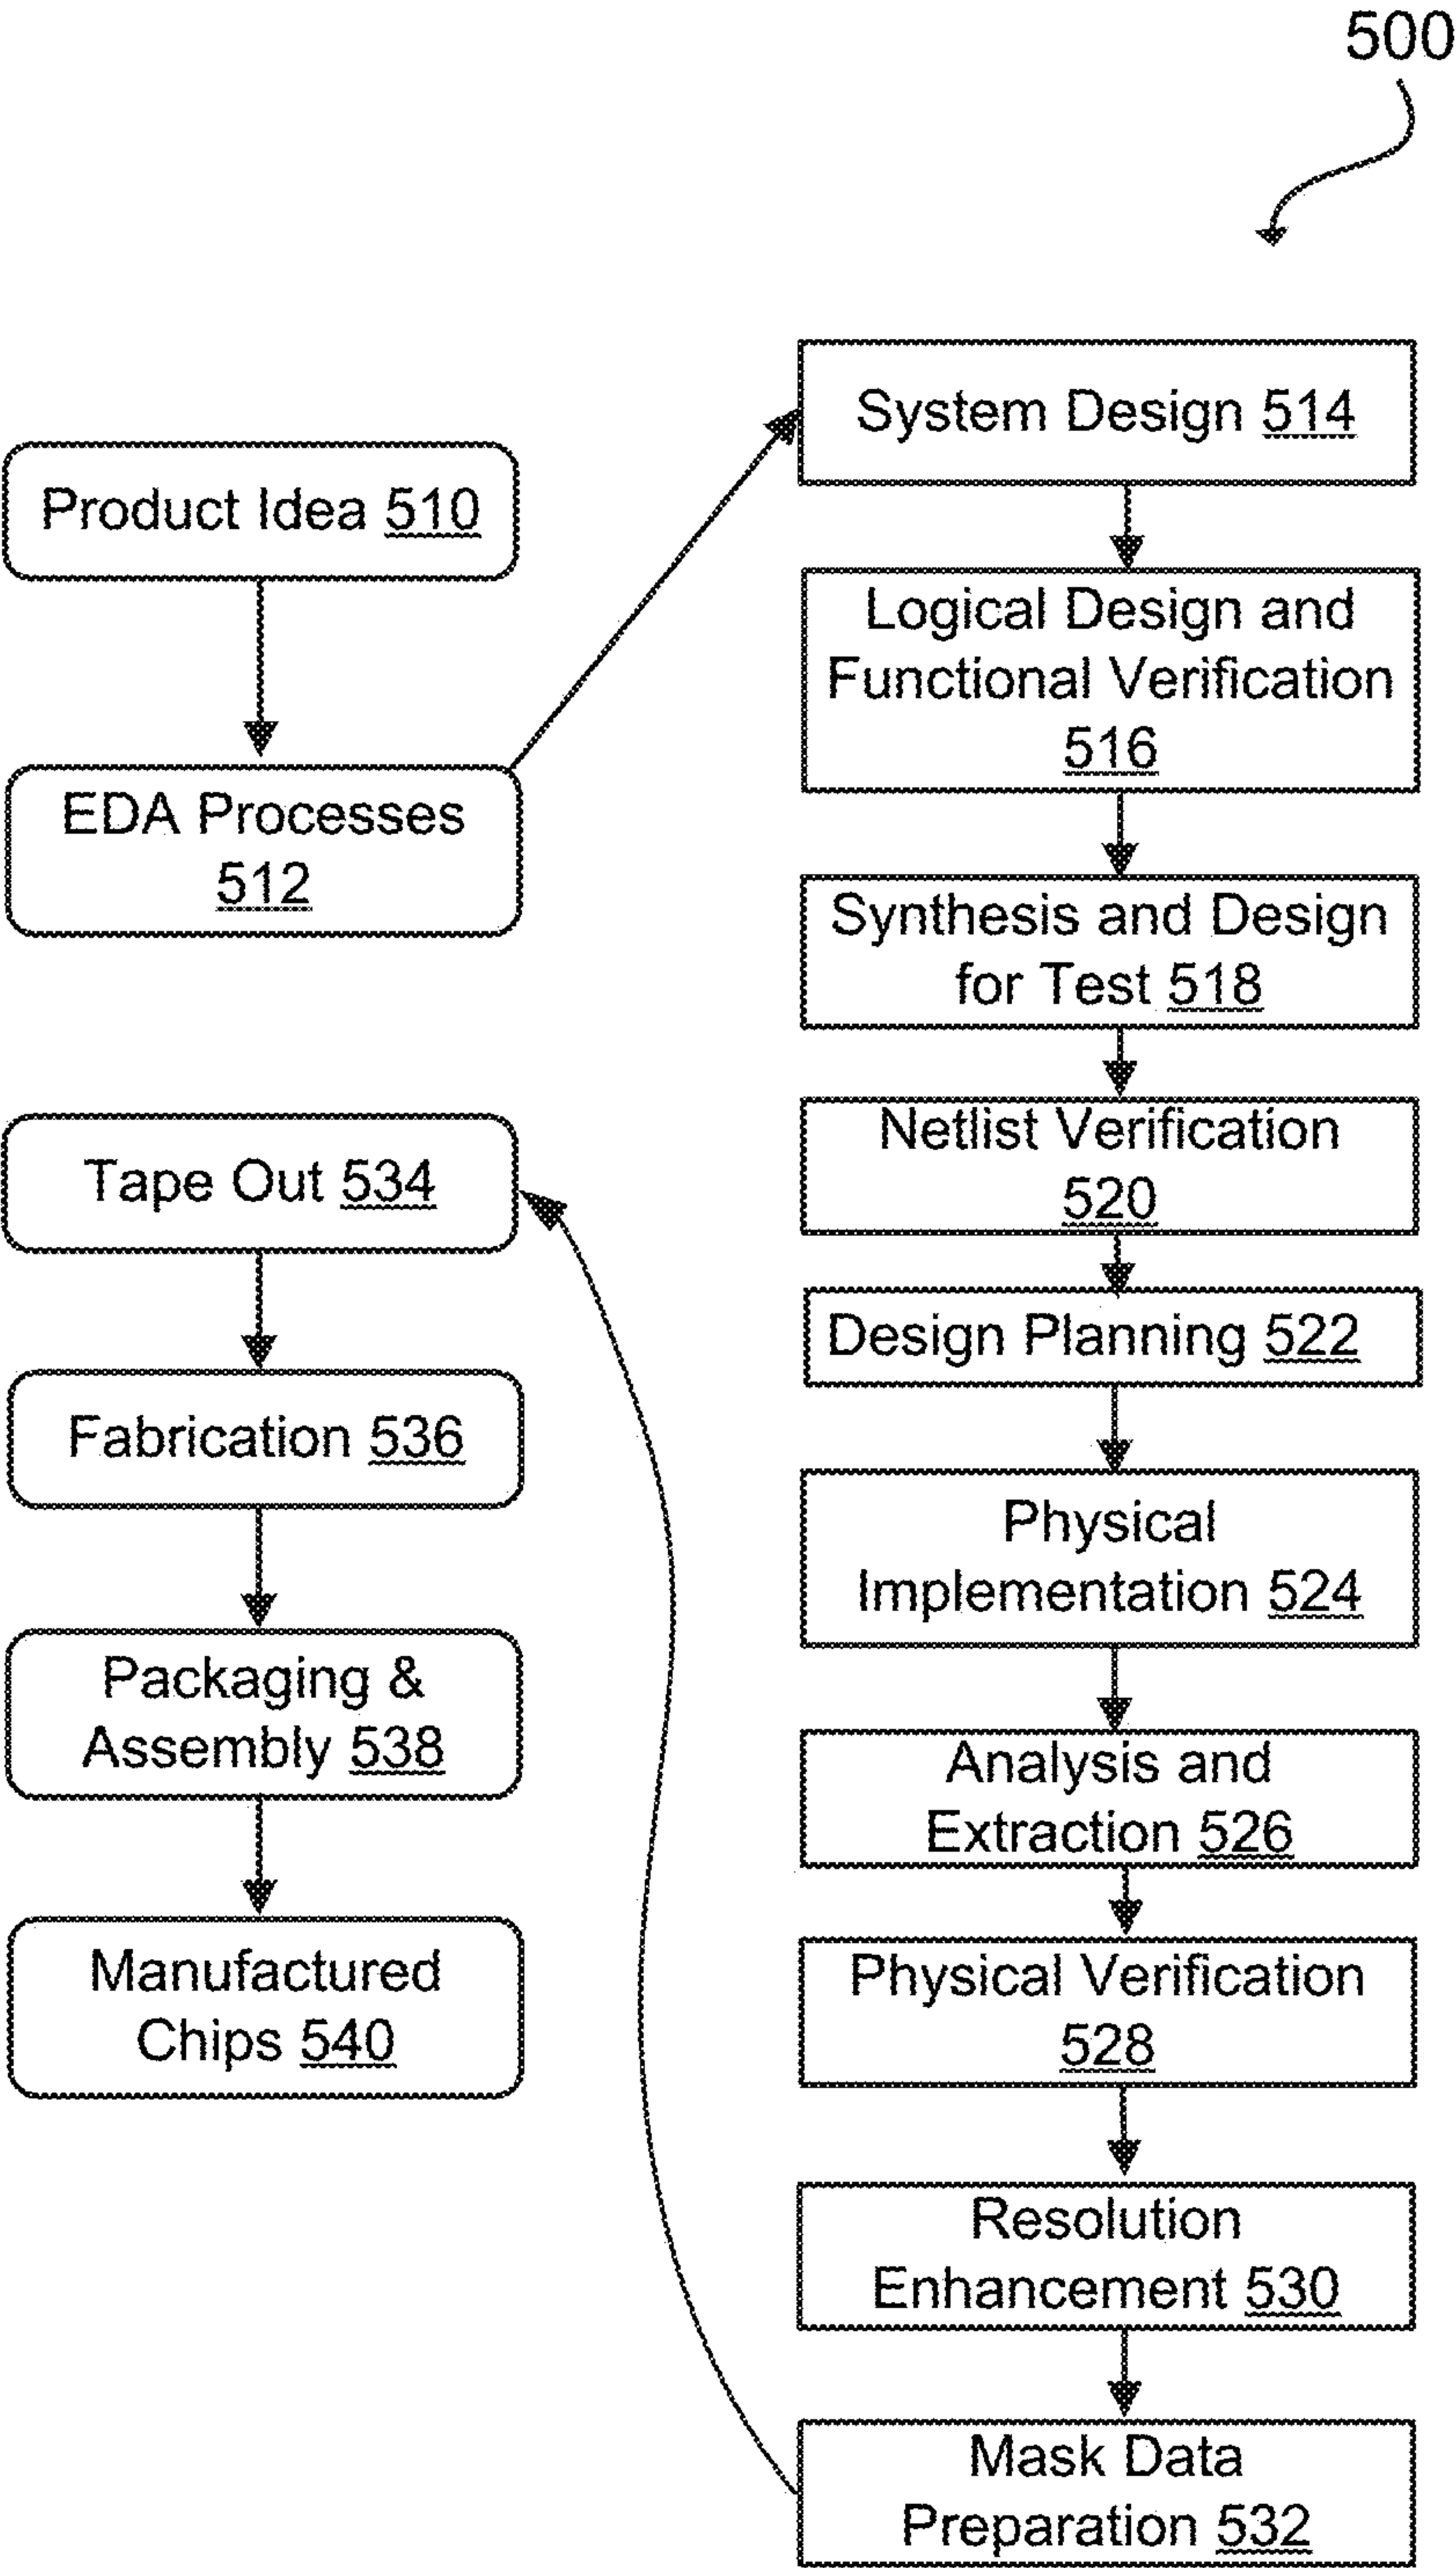 500
Product Idea 510
EDA Processes
512
System Design 514
Logical Design and
Functional Verification
516
Synthesis and Design
for Test 518
Netlist Verification
520
Design Planning 522
Physical
Implementation 524
Analysis and
Extraction 526
Physical Verification
528
Resolution
Enhancement 530
Mask Data
Preparation 532
Tape Out 534
Fabrication 536
Packaging &
Assembly 538
Manufactured
Chips 540